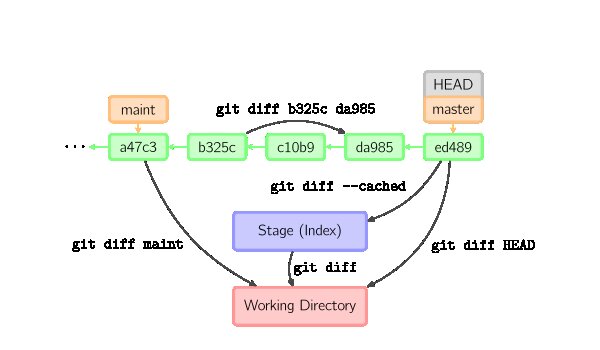 HEAD
maint
git diff b325c da985
master
...
a47c3
b325c
c10b9
da985
ed489
git diff --cached
Stage (Index)
git diff maint
git diff HEAD
git diff
Working Directory